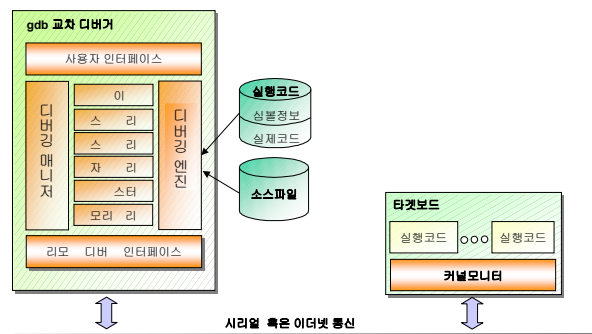 gdb 교차 디버거
사용자 인터페이스
디버깅 매니저
이
스 리
스 리
자 리
스터
모리 리
디버깅 엔진
리모 디버 인터페이스
실행코드
심볼정보
실제코드
소스파일
타겟보드
실행코드 ○○○ 실행코드
커널모니터
시리얼 혹은 이더넷 통신